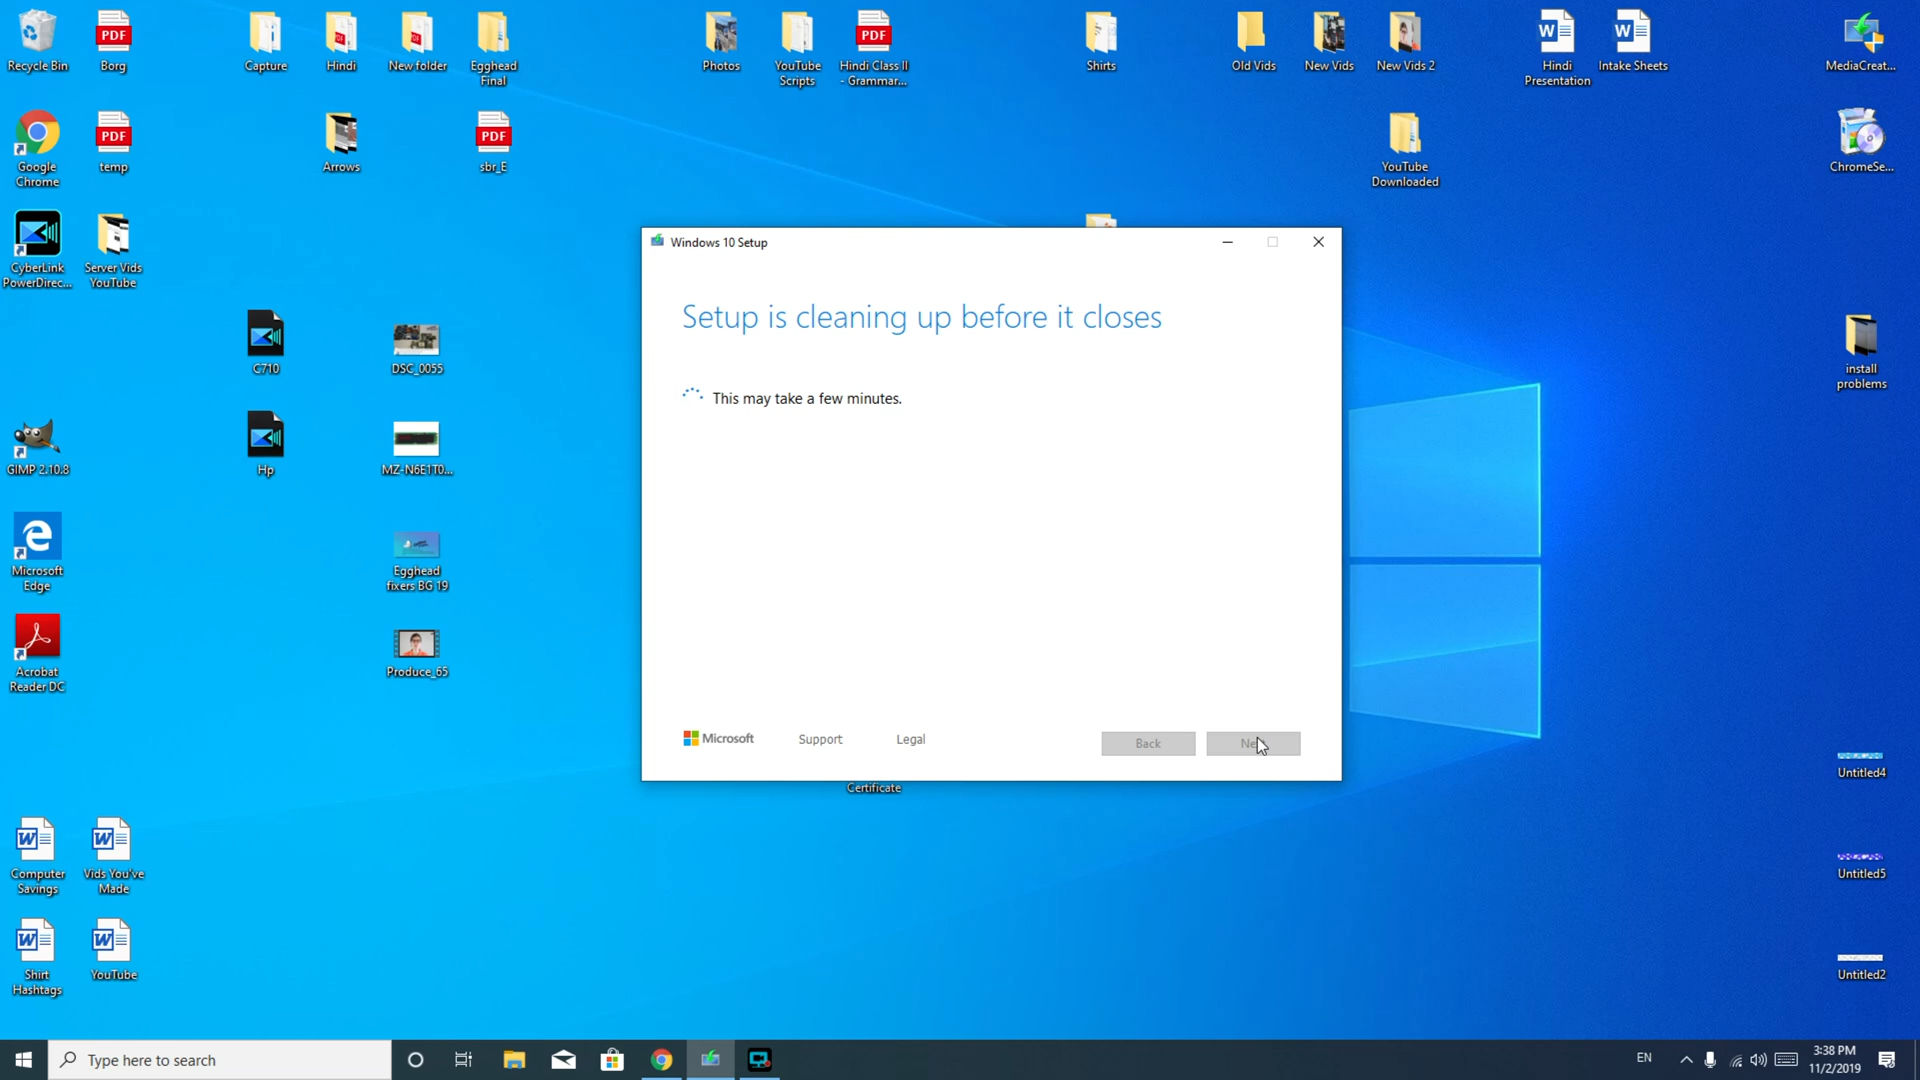 Recycle Bin
Borg
Capture
Hindi
New folder
Egghead
Final
Photos
YouTube
Scripts
Hindi Class II
- Grammar...
Shirts
Old Vids
New Vids
New Vids 2
Hindi
Presentation
Intake Sheets
MediaCreat...
PDF
PDF
Google
Chrome
PDF
temp
Arrows
PDF
sbr_E
YouTube
Downloaded
ChromeSe...
CyberLink
PowerDirec...
Server Vids
YouTube
Windows 10 Setup
Setup is cleaning up before it closes
This may take a few minutes.
Microsoft
Support
Legal
Back
C710
DSC_0055
install
problems
GIMP 2.10.8
Hp
MZ-N6E1T0...
Microsoft
Edge
Egghead
fixers BG 19
Acrobat
Reader DC
Produce_65
Certificate
Untitled4
Computer
Savings
Vids You've
Made
Untitled5
Shirt
Hashtags
YouTube
Untitled2
Type here to search
EN
3:38 PM
11/2/2019